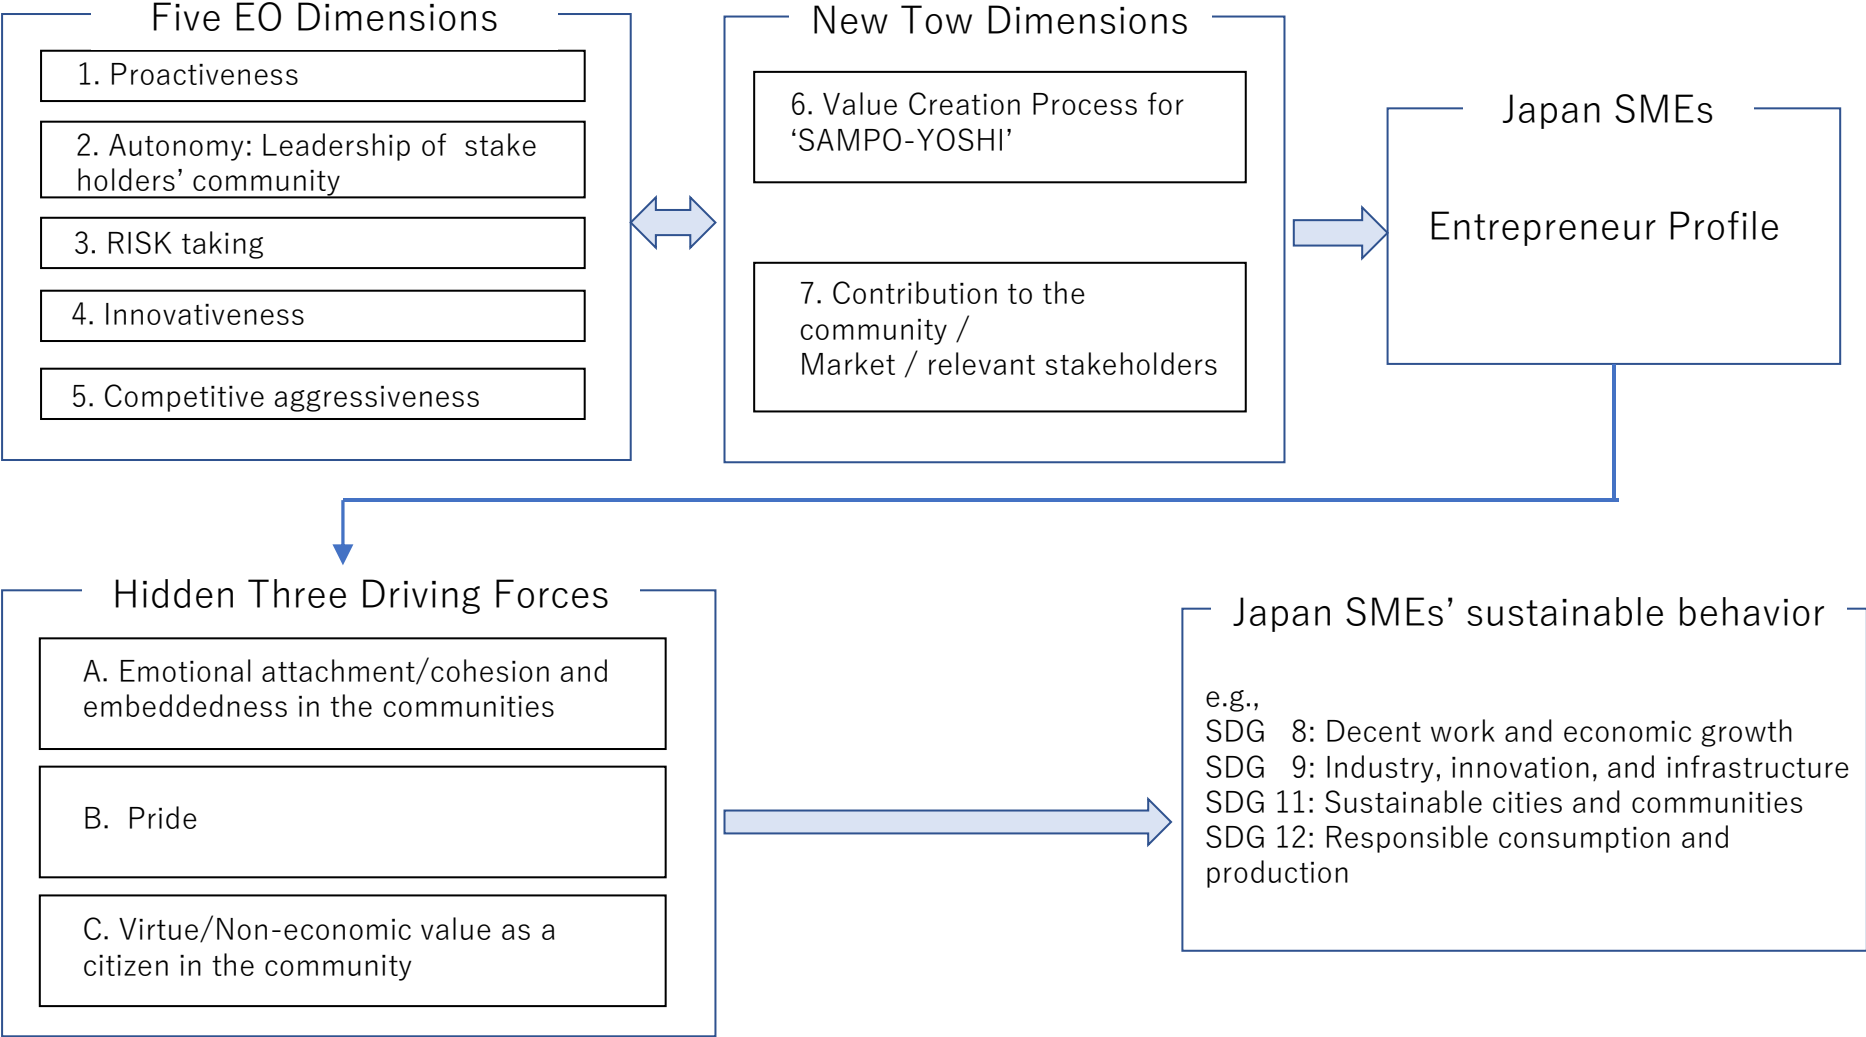 Five EO Dimensions
1. Proactiveness
2. Autonomy: Leadership of stake
holders’ community
3. RISK taking
4. Innovativeness
5. Competitive aggressiveness
New Tow Dimensions
6. Value Creation Process for
‘SAMPO-YOSHI’
7. Contribution to the
community /
Market / relevant stakeholders
Japan SMEs
Entrepreneur Profile
Hidden Three Driving Forces
A. Emotional attachment/cohesion and
embeddedness in the communities
B. Pride
C. Virtue/Non-economic value as a
citizen in the community
Japan SMEs’ sustainable behavior
e.g.,
SDG 8: Decent work and economic growth
SDG 9: Industry, innovation, and infrastructure
SDG 11: Sustainable cities and communities
SDG 12: Responsible consumption and
production